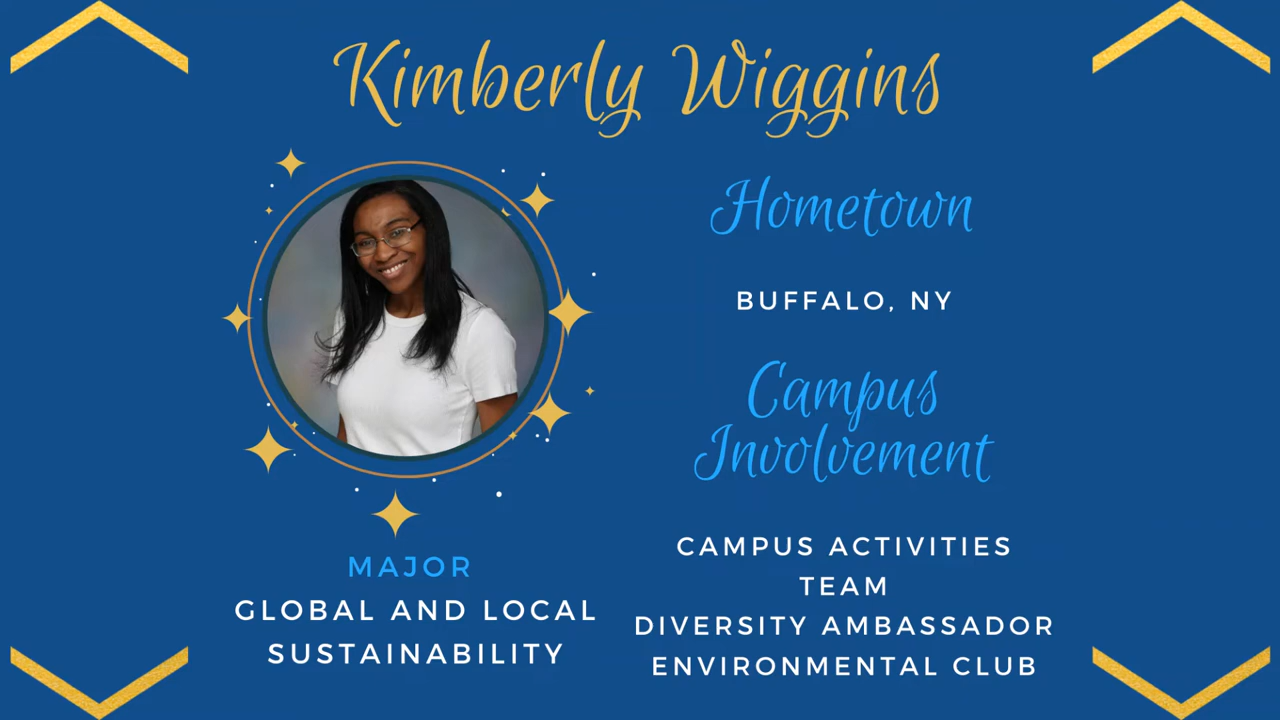 Kimberly Wiggins
MAJOR
GLOBAL AND LOCAL
SUSTAINABILITY
Hometown
BUFFALO, NY
Campus
Involvement
CAMPUS ACTIVITIES
TEAM
DIVERSITY AMBASSADOR
ENVIRONMENTAL CLUB